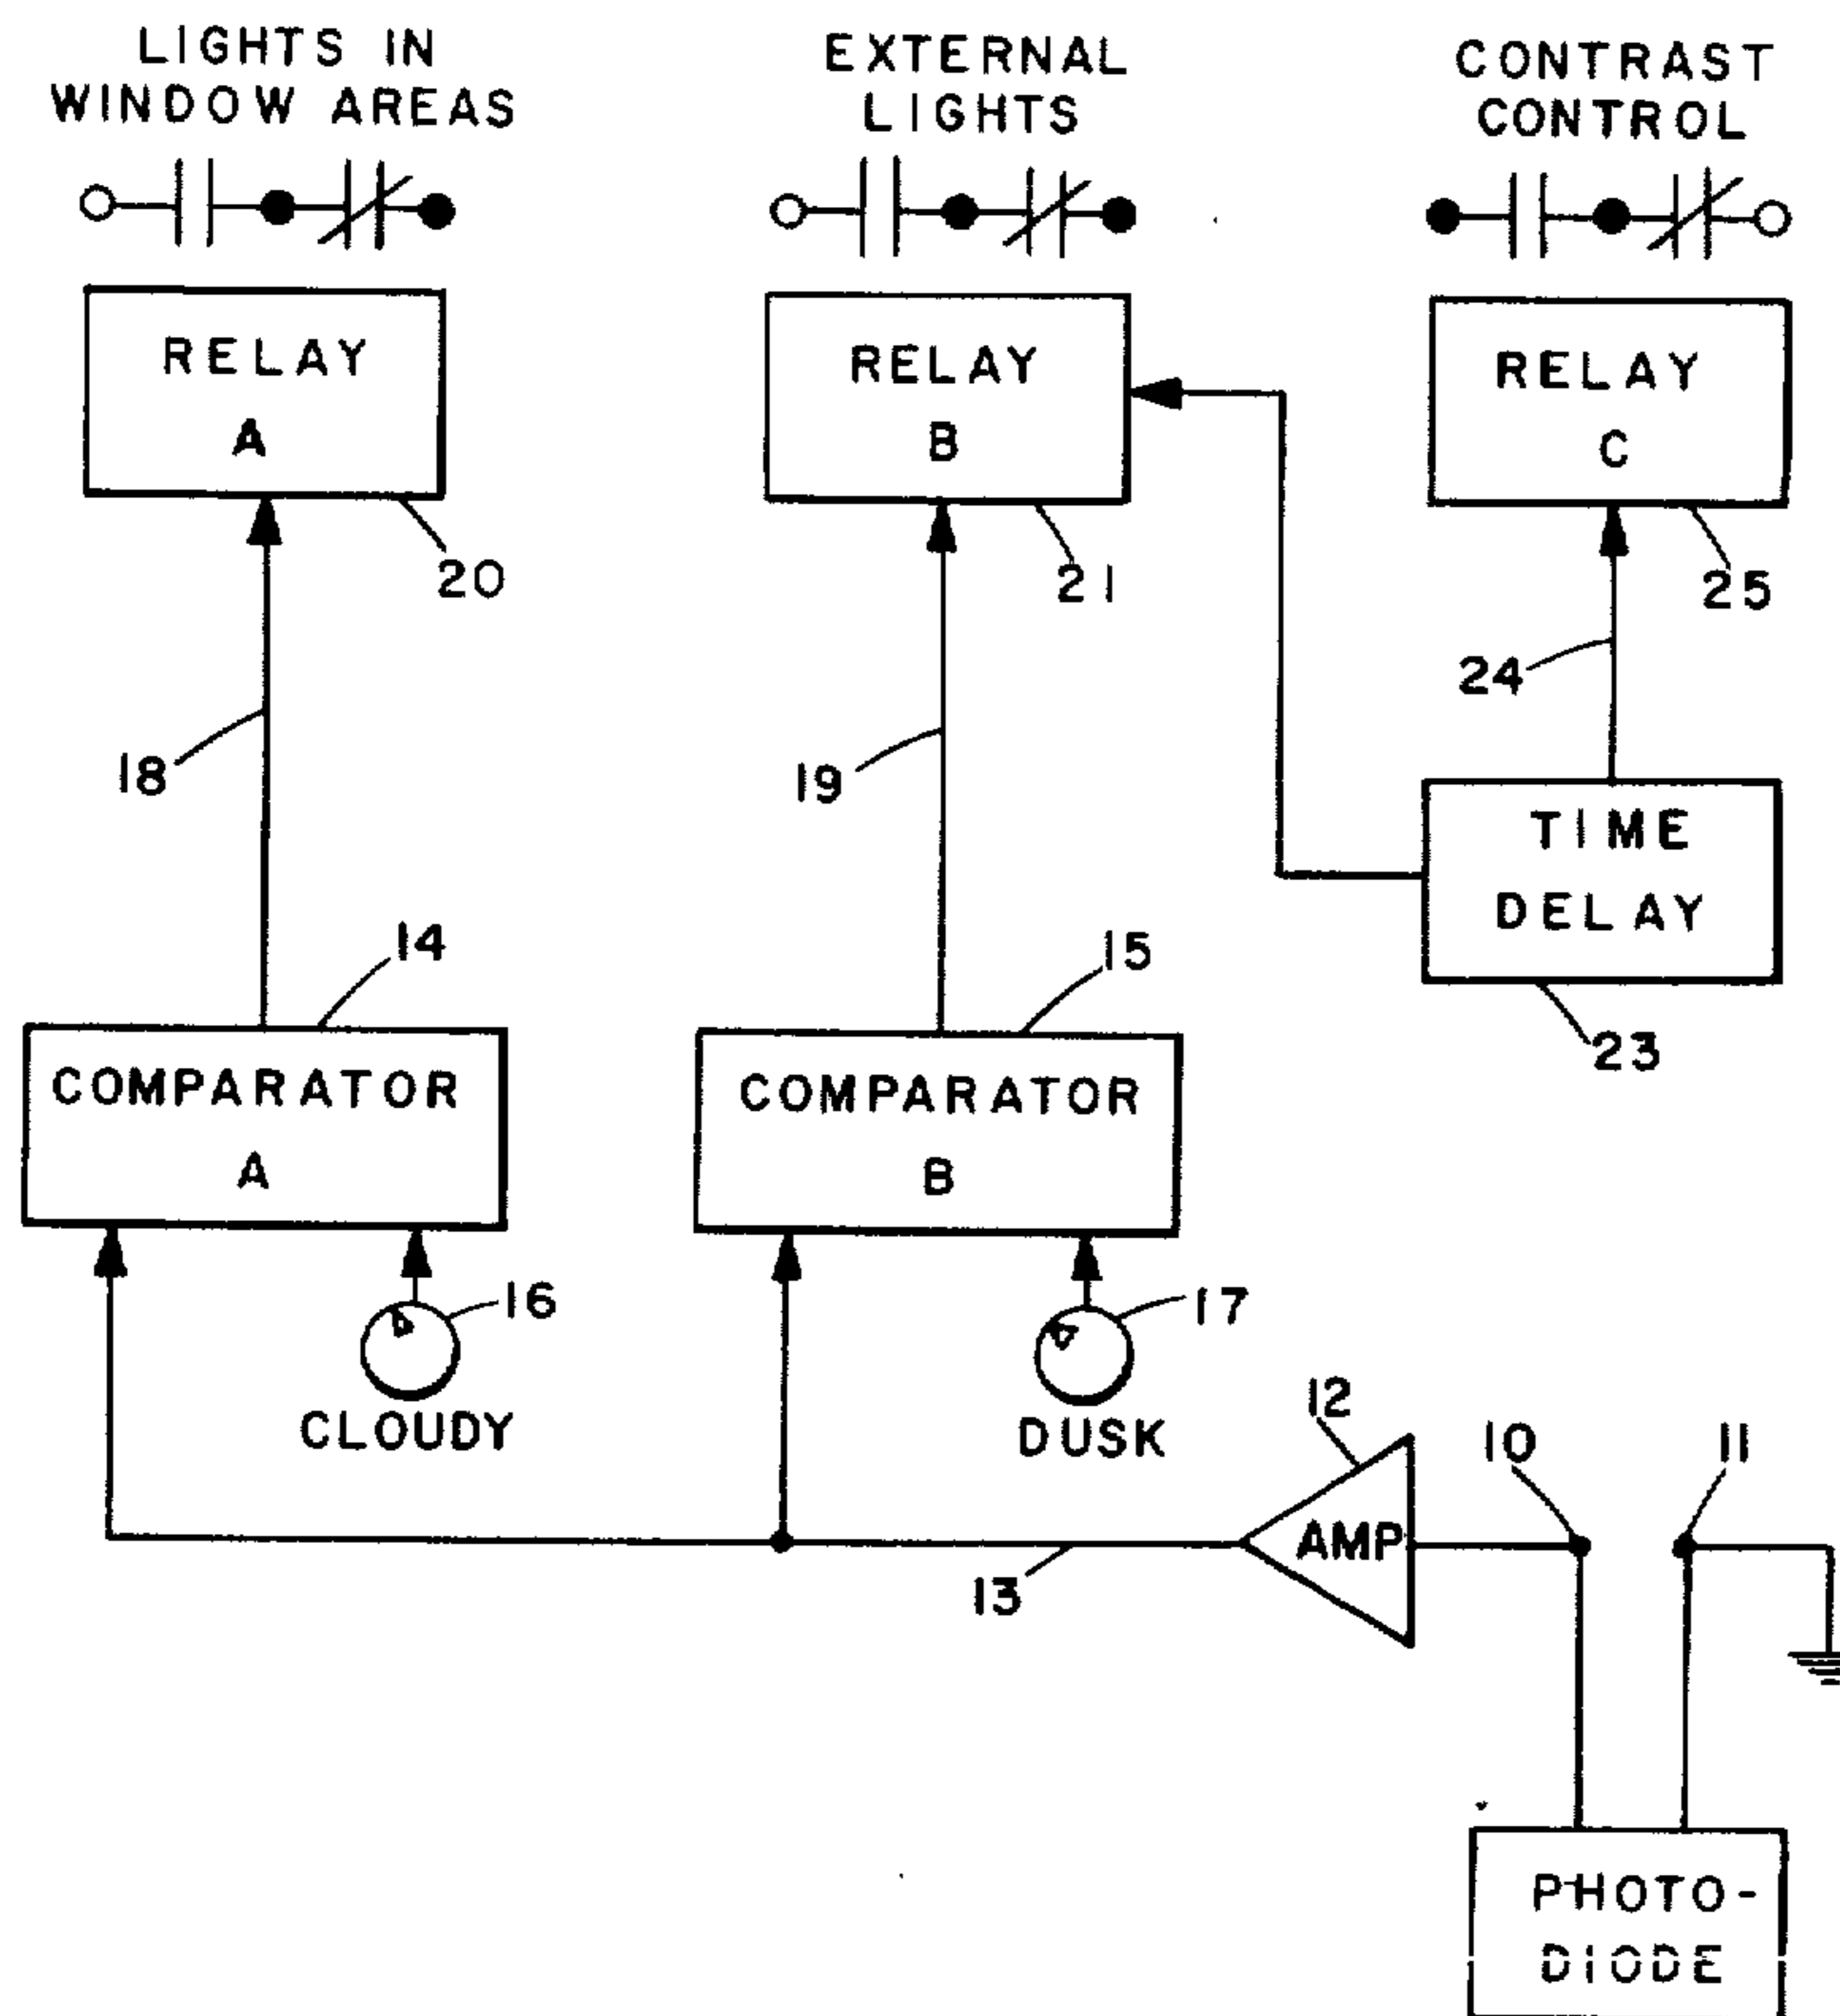 LIGHTS IN
WINDOW AREAS
EXTERNAL
LIGHTS
CONTRAST
CONTROL
RELAY
A
RELAY
B
RELAY
C
20
21
25
24
18
19
TIME
DELAY
14
15
23
COMPARATOR
A
COMPARATOR
B
16
17
CLOUDY
DUSK
12
10
11
AMP
13
PHOTO-
DIODE